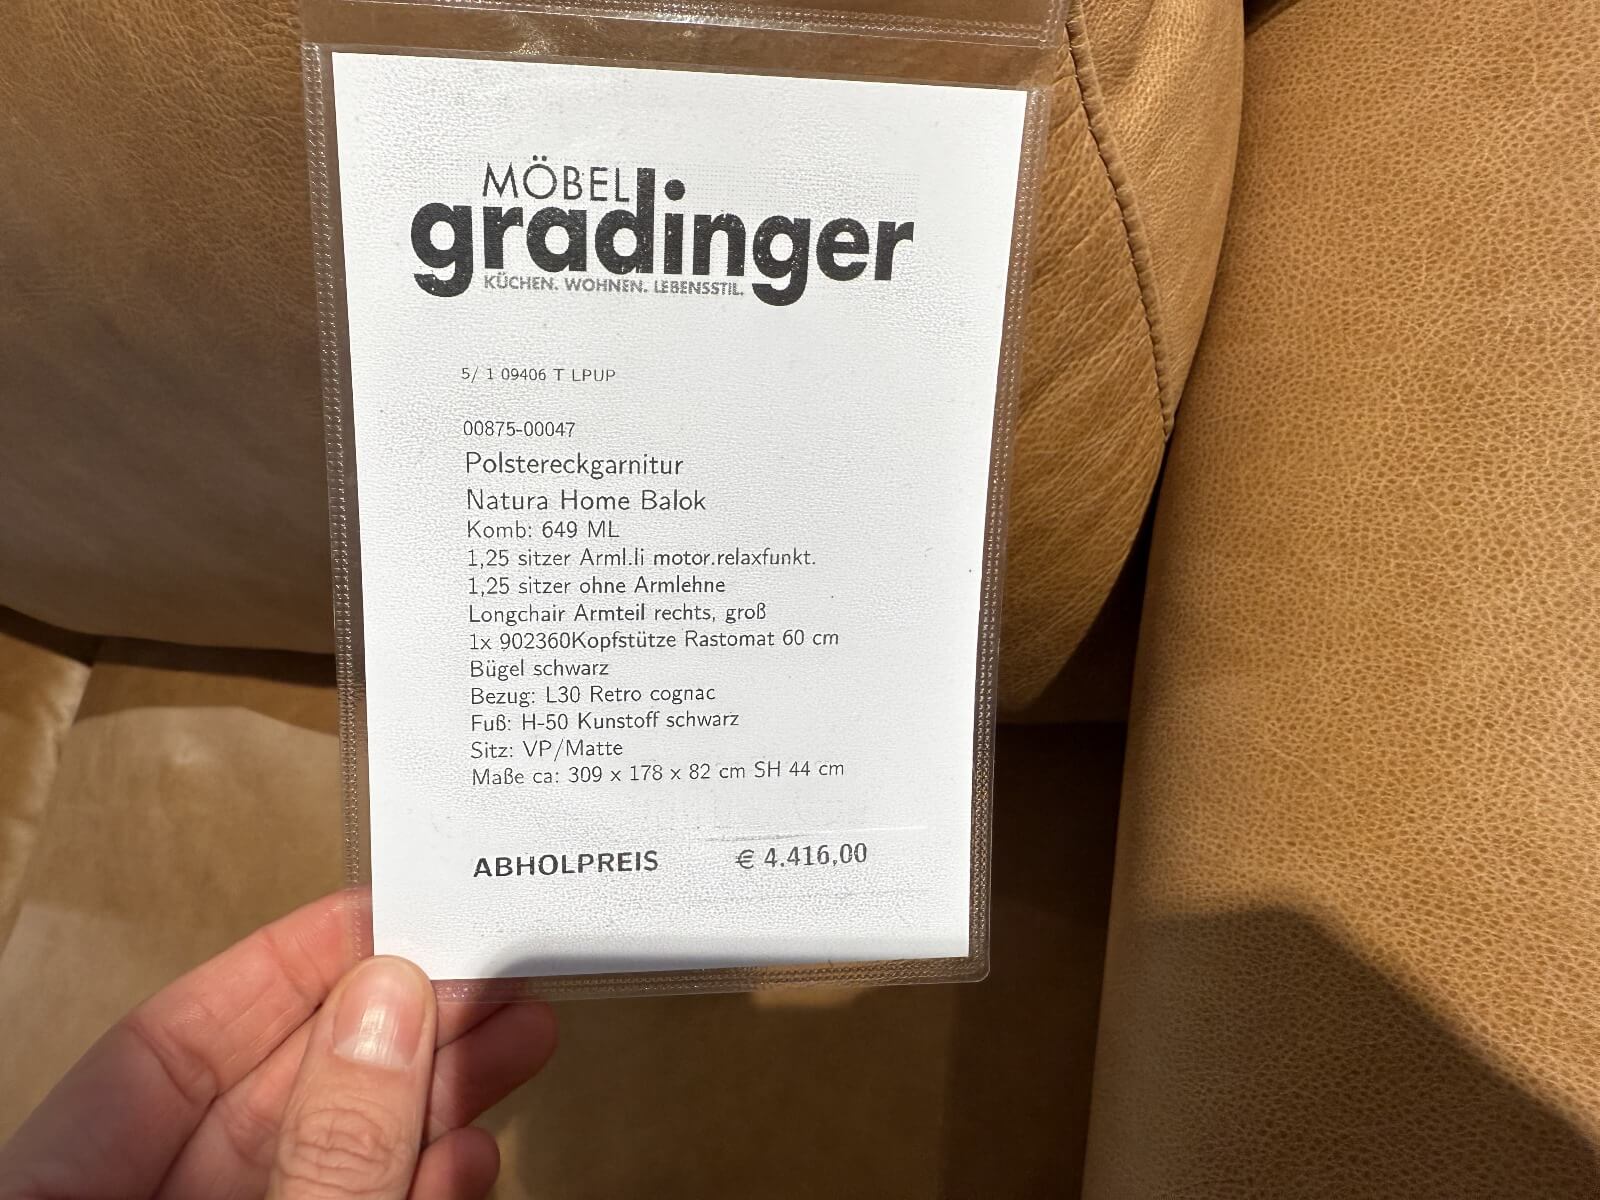 MÖBEL
gradinger
KÜCHEN. WOHNEN. LEBENSSTIL.
5/ 1 09406 T LPUP
00875-00047
Polstereckgarnitur
Natura Home Balok
Komb: 649 ML
1,25 sitzer Arml.li motor.relaxfunkt.
1,25 sitzer ohne Armlehne
Longchair Armteil rechts, groß
1x 902360Kopfstütze Rastomat 60 cm
Bügel schwarz
Bezug: L30 Retro cognac
Fuß: H-50 Kunstoff schwarz
Sitz: VP/Matte
Maße ca: 309 x 178 x 82 cm SH 44 cm
ABHOLPREIS € 4.416,00